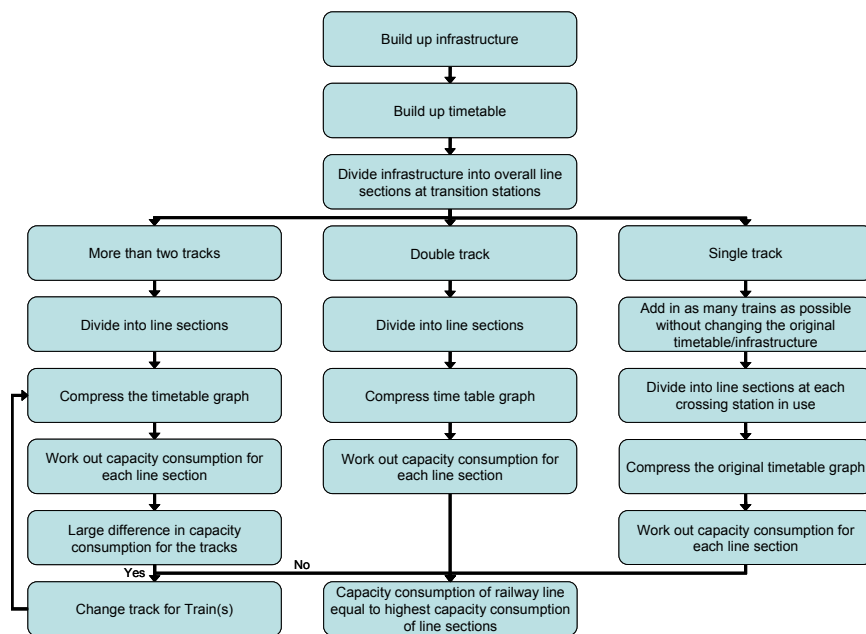 Build up infrastructure
Build up timetable
Divide infrastructure into overall line
sections at transition stations
More than two tracks
Double track
Single track
Divide into line sections
Divide into line sections
Add in as many trains as possible
without changing the original
timetable/infrastructure
Compress the timetable graph
Compress time table graph
Divide into line sections at each
crossing station in use
Work out capacity consumption for
each line section
Work out capacity consumption for
each line section
Compress the original timetable graph
Large difference in capacity
consumption for the tracks
Work out capacity consumption for
each line section
Yes
No
Change track for Train(s)
Capacity consumption of railway line
equal to highest capacity consumption
of line sections